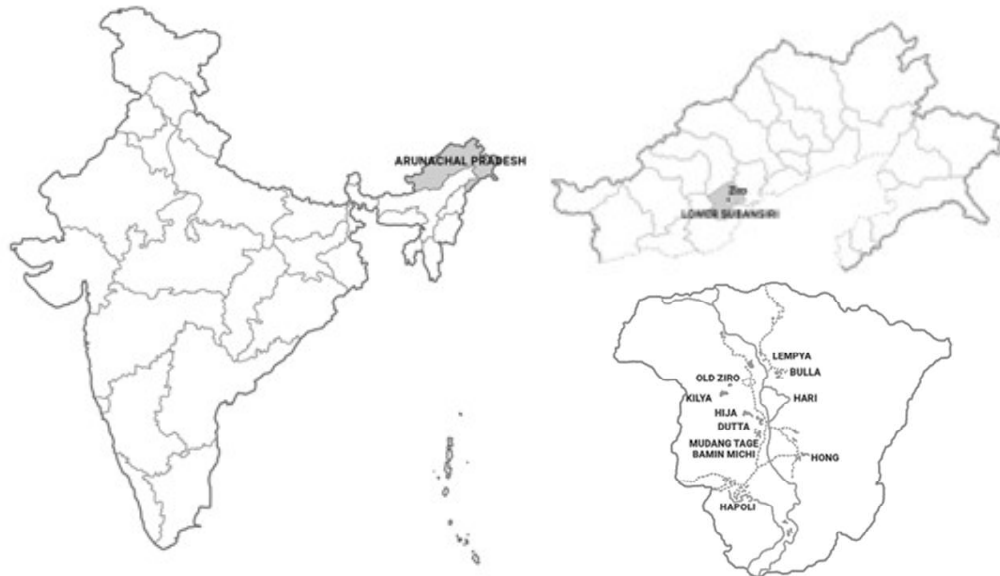 ARUNACHAL PRADESH
Ziro
LOWER SUBANSIRI
LEMPYA
BULLA
OLD ZIRO
KILYA
HARI
HIJA
DUTTA
MUDANG TAGE
BAMIN MICHI
HONG
HAPOLI